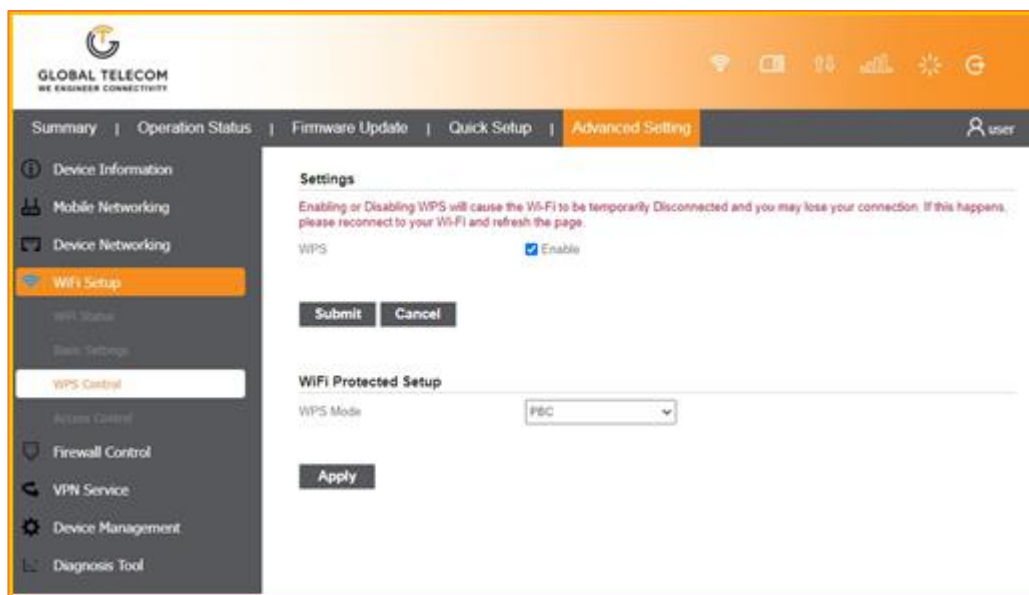 GLOBAL TELECOM
WE ENGINEER CONNECTIVITY
Summary | Operation Status | Firmware Update | Quick Setup | Advanced Setting user
Device Information
Mobile Networking
Device Networking
WiFi Setup
WiFi Status
Basic Settings
WPS Control
Access Control
Firewall Control
VPN Service
Device Management
Diagnosis Tool
Settings
Enabling or Disabling WPS will cause the Wi-Fi to be temporarily Disconnected and you may lose your connection. If this happens,
please reconnect to your Wi-Fi and refresh the page.
WPS Enable
Submit Cancel
WiFi Protected Setup
WPS Mode PBC
Apply